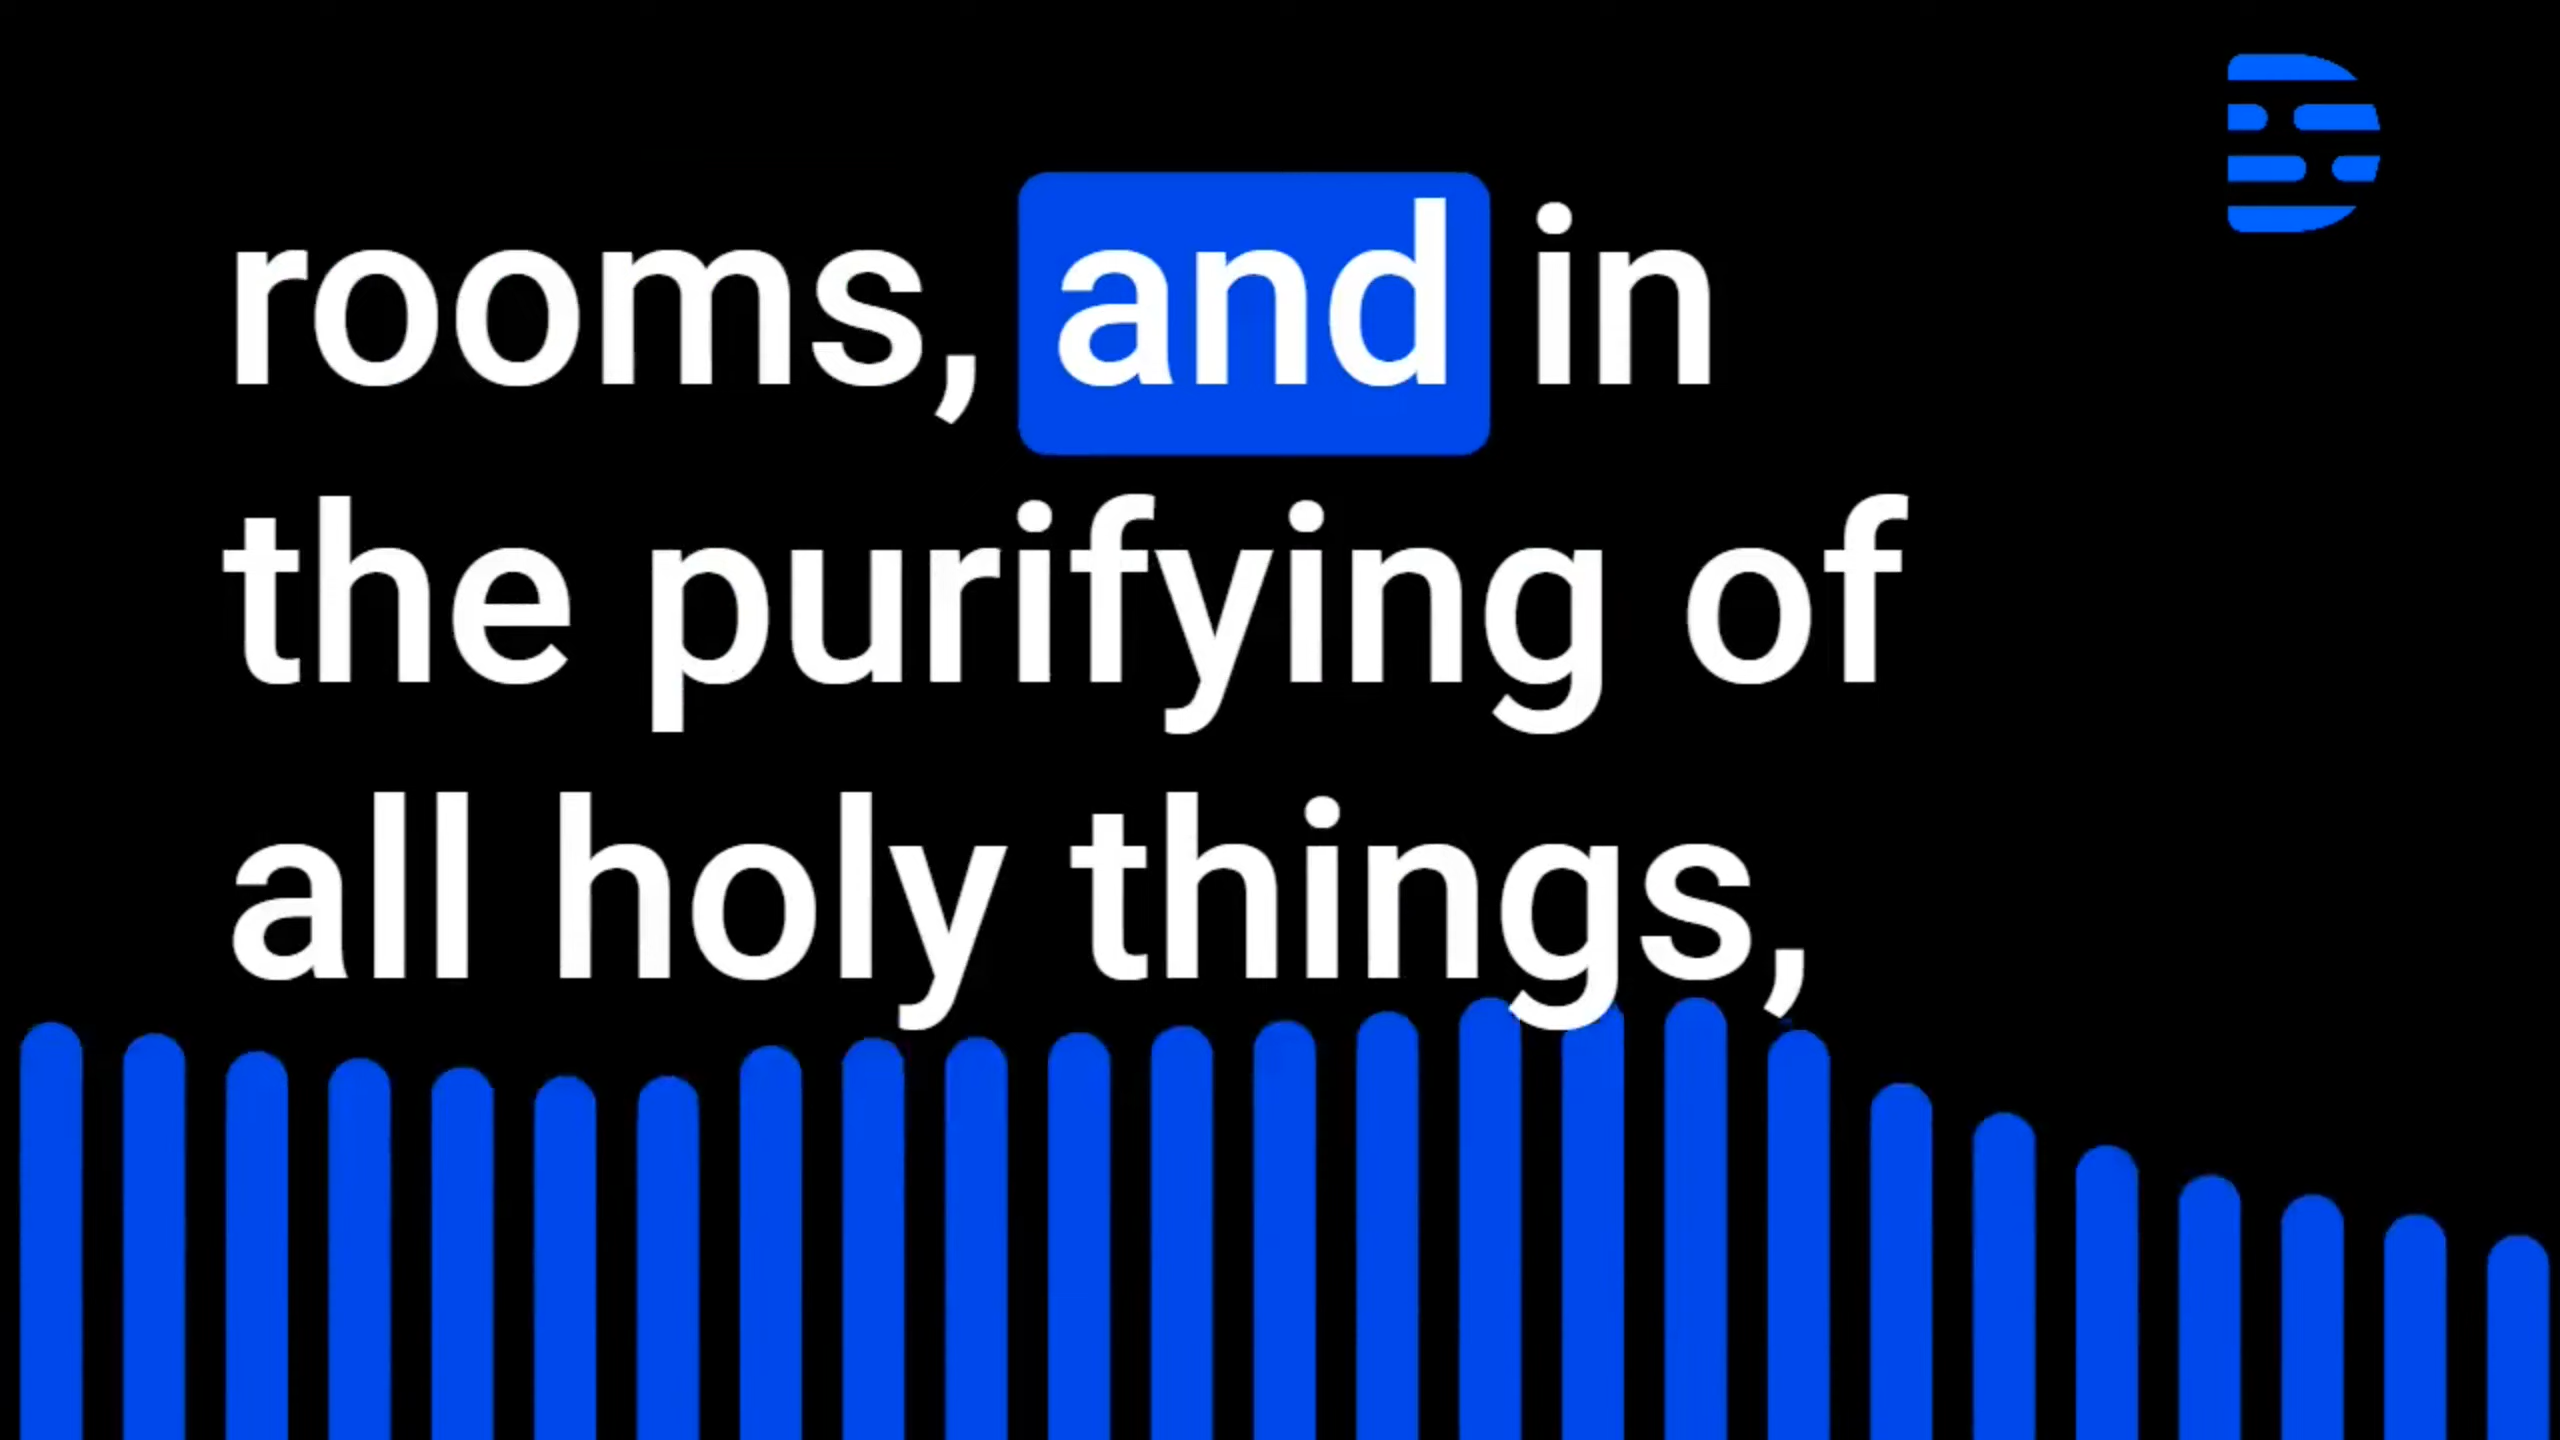 rooms, and in
the purifying of
all holy things,